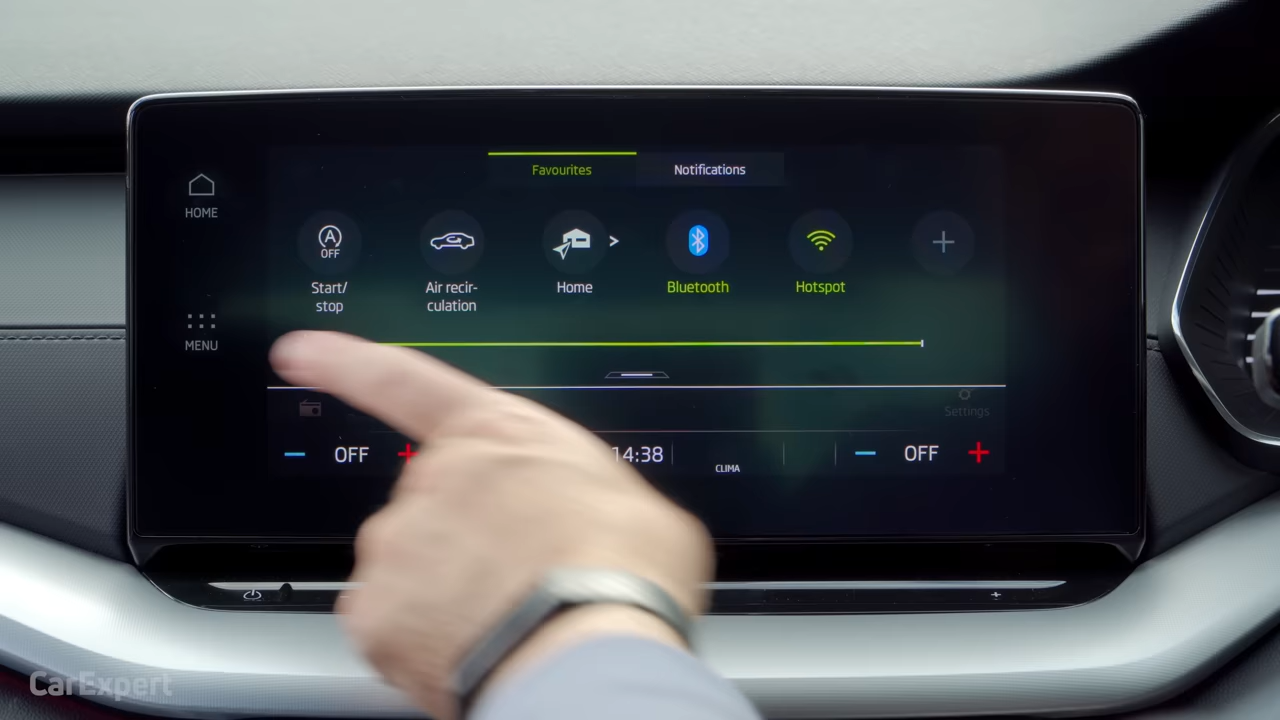 Favourites
Notifications
HOME
A
OFF
Start/
stop
Air recir-
culation
Home
Bluetooth
Hotspot
MENU
Settings
OFF
14:38
CLIMA
OFF
CarExpert